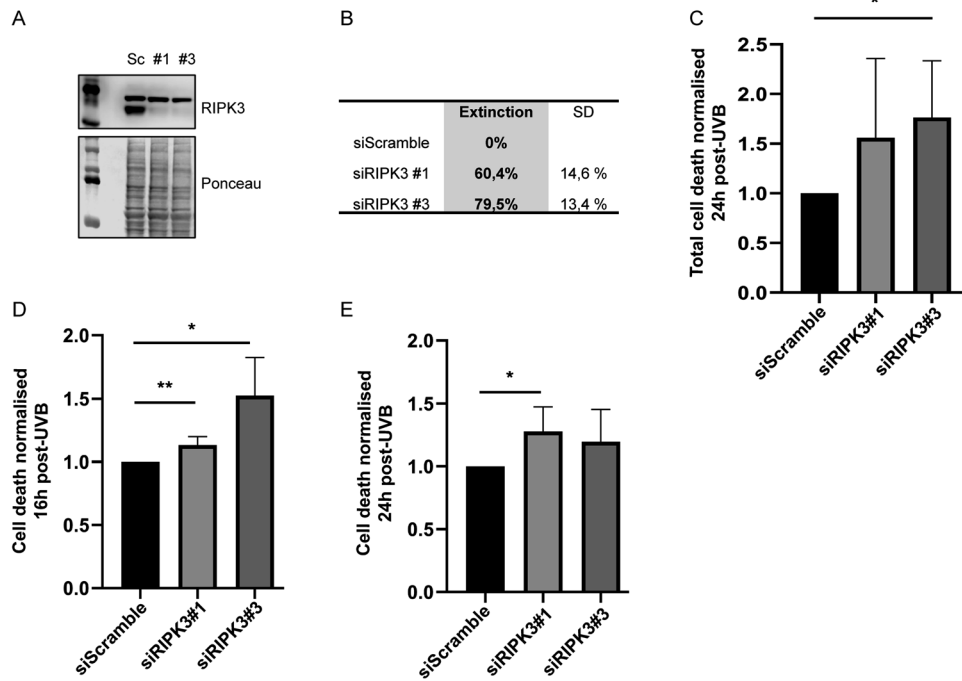 A
Sc #1 #3
RIPK3
Ponceau
B
Extinction SD
siScramble 0%
siRIPK3 #1 60,4% 14,6 %
siRIPK3 #3 79,5% 13,4 %
C
*
Total cell death normalised
24h post-UVB
2.5
2.0
1.5
1.0
0.5
0.0
siScramble
siRIPK3#1
siRIPK3#3
D
Cell death normalised
16h post-UVB
2.0
1.5
1.0
0.5
0.0
*
**
siScramble
siRIPK3#1
siRIPK3#3
E
Cell death normalised
24h post-UVB
2.0
1.5
1.0
0.5
0.0
*
siScramble
siRIPK3#1
siRIPK3#3